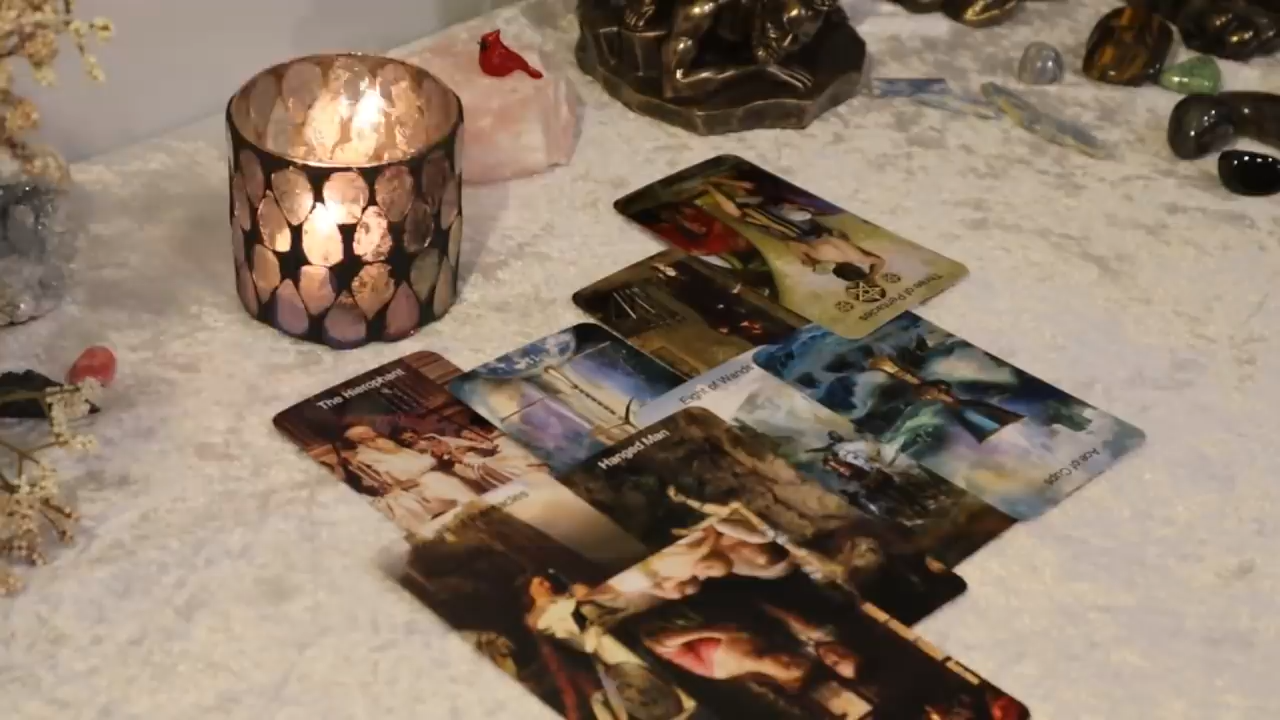 Three of Pentacles
Eight of Wands
The Hierophant
Hanged Man
Ace of Cups